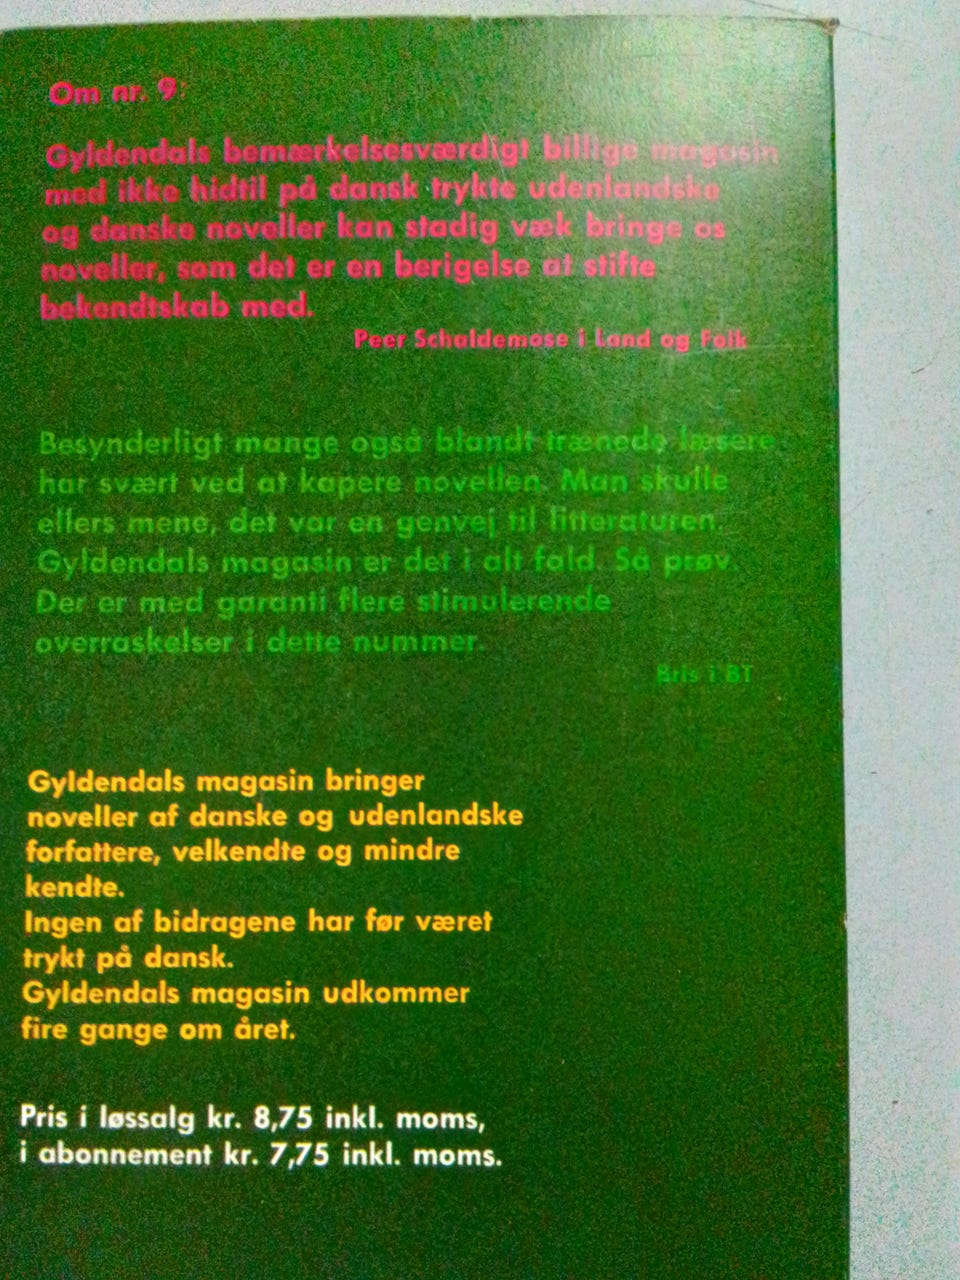 Om nr. 9:
Gyldendals bemærkelsesværdigt billige magasin
med ikke hidtil på dansk trykte udenlandske
og danske noveller kan stadig væk bringe os
noveller, som det er en berigelse at stifte
bekendtskab med.
Peer Schaldemose i Land og Folk
Besynderligt mange også blandt trænede læsere
har svært ved at kapere novellen. Man skulle
ellers mene, det var en genvej til litteraturen.
Gyldendals magasin er det i alt fald. Så prøv.
Der er med garanti flere stimulerende
overraskelser i dette nummer.
Bris i BT
Gyldendals magasin bringer
noveller af danske og udenlandske
forfattere, velkendte og mindre
kendte.
Ingen af bidragene har før været
trykt på dansk.
Gyldendals magasin udkommer
fire gange om året.
Pris i løssalg kr. 8,75 inkl. moms,
i abonnement kr. 7,75 inkl. moms.